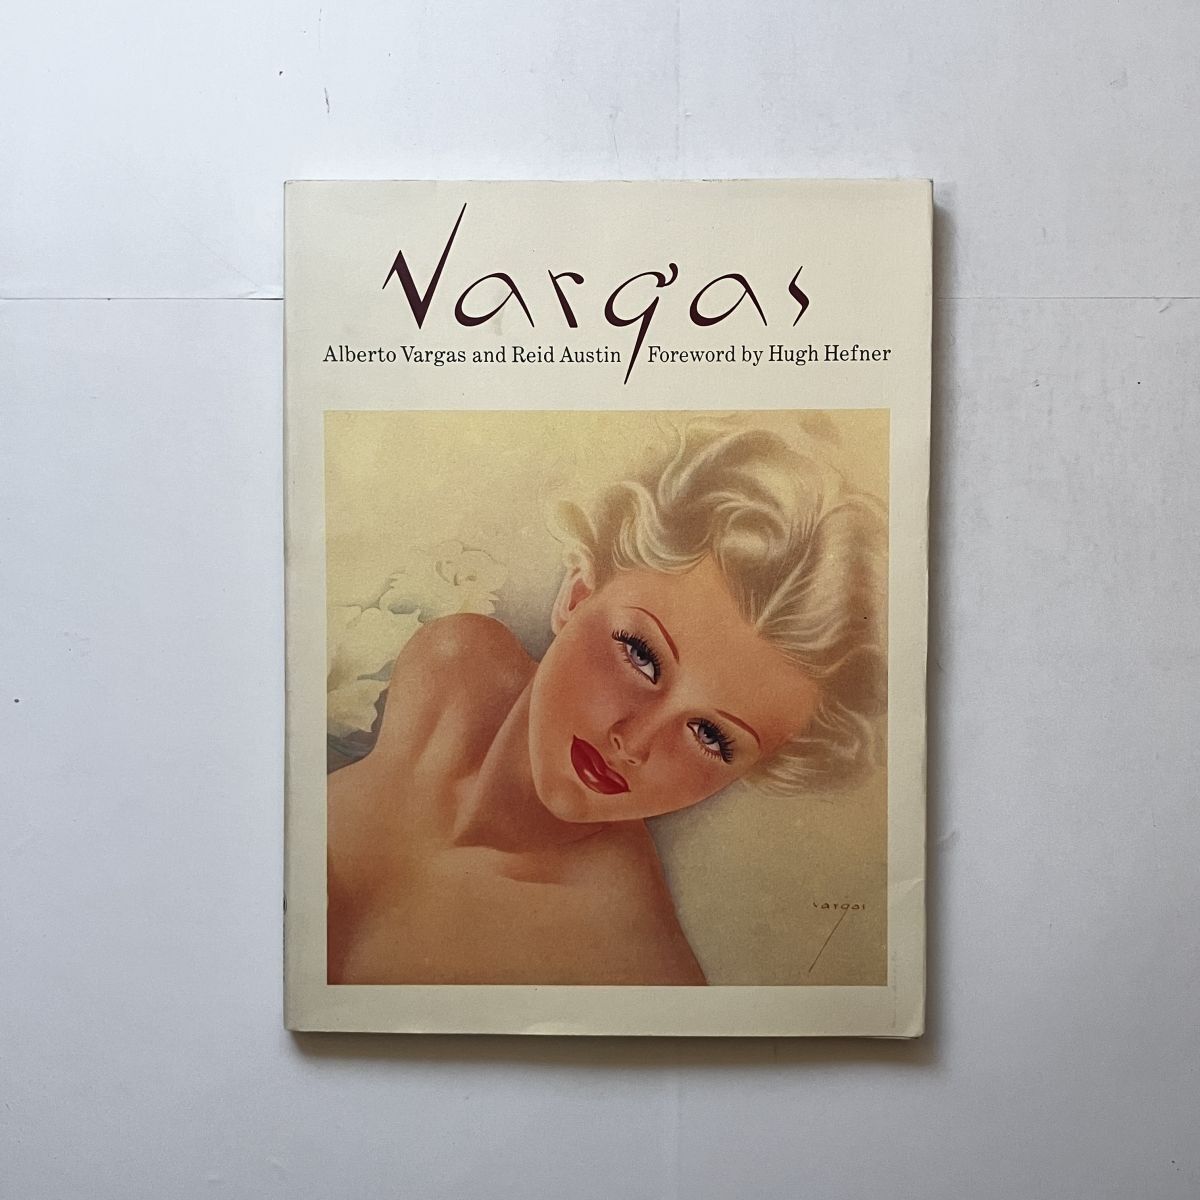 Vargas
Alberto Vargas and Reid Austin Foreword by Hugh Hefner
vargas